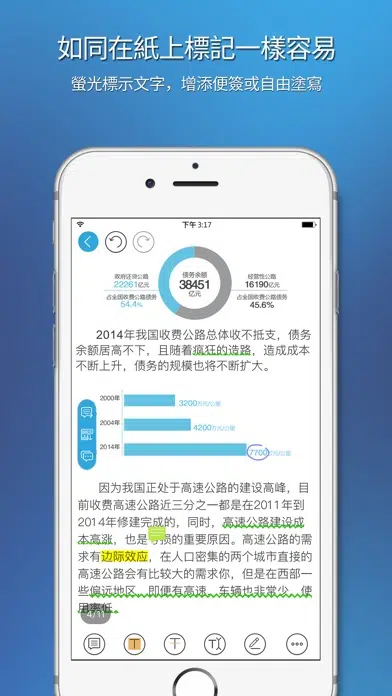 如同在紙上標記一樣容易
螢光標示文字，增添便簽或自由塗寫
下午 3:17
政府还贷公路
22261亿元
占全国收费公路债务
54.4%
债务余额
38451
亿元
经营性公路
16190亿元
占全国收费公路债务
45.6%
2014年我国收费公路总体收不抵支，债务
余额居高不下，且随着疯狂的造路，造成成本
不断上升，债务的规模也将不断扩大。
2000年
3200万元/公里
2004年
4200万元/公里
2014年
7700万元/公里
因为我国正处于高速公路的建设高峰，目
前收费高速公路近三分之一都是在2011年到
2014年修建完成的，同时，高速公路建设成
本高涨，也是亏损的重要原因。高速公路的需
求有边际效应，在人口密集的两个城市直接的
高速公路会有比较大的需求你，但是在西部一
些偏远地区，即便有高速，车辆也非常少，使
用率低。
4/11